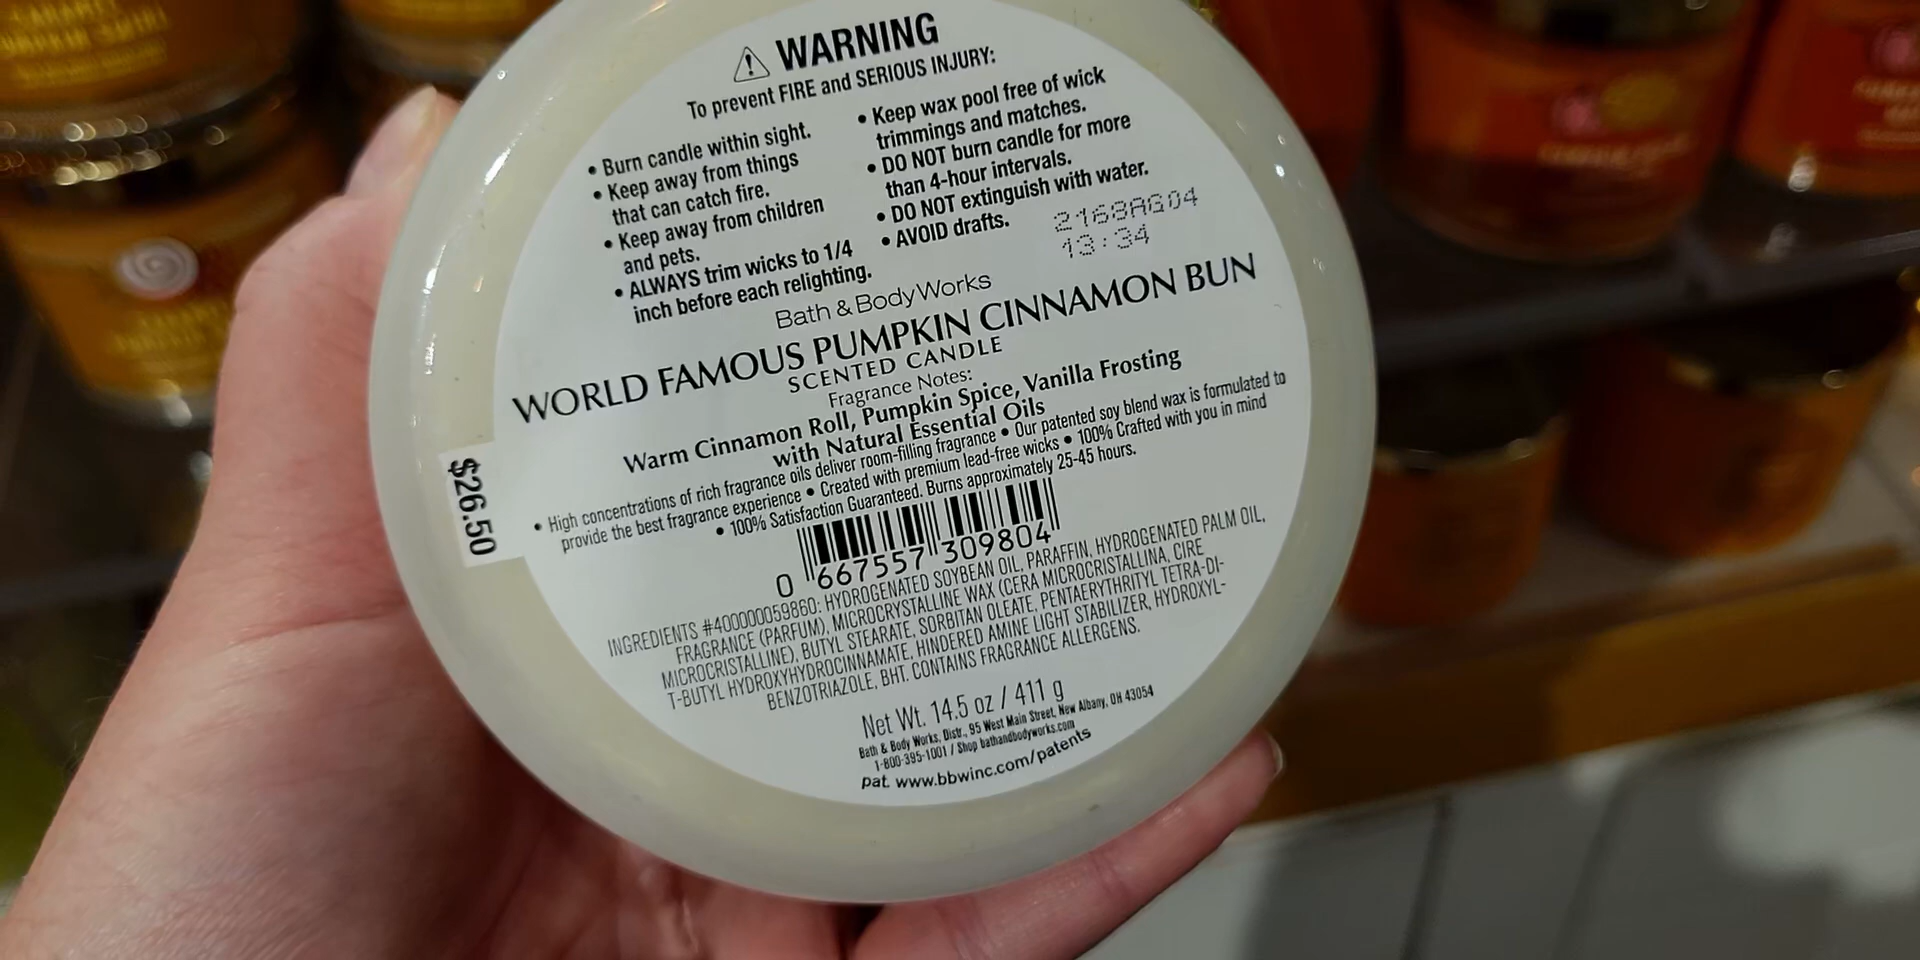 WARNING
To prevent FIRE and SERIOUS INJURY:
• Burn candle within sight.
• Keep away from things
that can catch fire.
• Keep away from children
and pets.
• ALWAYS trim wicks to 1/4
inch before each relighting.
• Keep wax pool free of wick
trimmings and matches.
• DO NOT burn candle for more
than 4-hour intervals.
• DO NOT extinguish with water.
• AVOID drafts.
2168AG04
13:34
Bath & Body Works
WORLD FAMOUS PUMPKIN CINNAMON BUN
SCENTED CANDLE
Fragrance Notes:
Warm Cinnamon Roll, Pumpkin Spice, Vanilla Frosting
with Natural Essential Oils
• High concentrations of rich fragrance oils deliver room-filling fragrance • Our patented soy blend wax is formulated to
provide the best fragrance experience • Created with premium lead-free wicks • 100% Crafted with you in mind
• 100% Satisfaction Guaranteed. Burns approximately 25-45 hours.
$26.50
0 667557 309804
INGREDIENTS #400000059860: HYDROGENATED SOYBEAN OIL, PARAFFIN, HYDROGENATED PALM OIL,
FRAGRANCE (PARFUM), MICROCRYSTALLINE WAX (CERA MICROCRISTALLINA, CIRE
MICROCRISTALLINE), BUTYL STEARATE, SORBITAN OLEATE, PENTAERYTHRITYL TETRA-DI-
T-BUTYL HYDROXYHYDROCINNAMATE, HINDERED AMINE LIGHT STABILIZER, HYDROXYL-
BENZOTRIAZOLE, BHT. CONTAINS FRAGRANCE ALLERGENS.
Net Wt. 14.5 oz / 411 g
Bath & Body Works, Distr., 95 West Main Street, New Albany, OH 43054
1-800-395-1001 / Shop bathandbodyworks.com
pat. www.bbwinc.com/patents